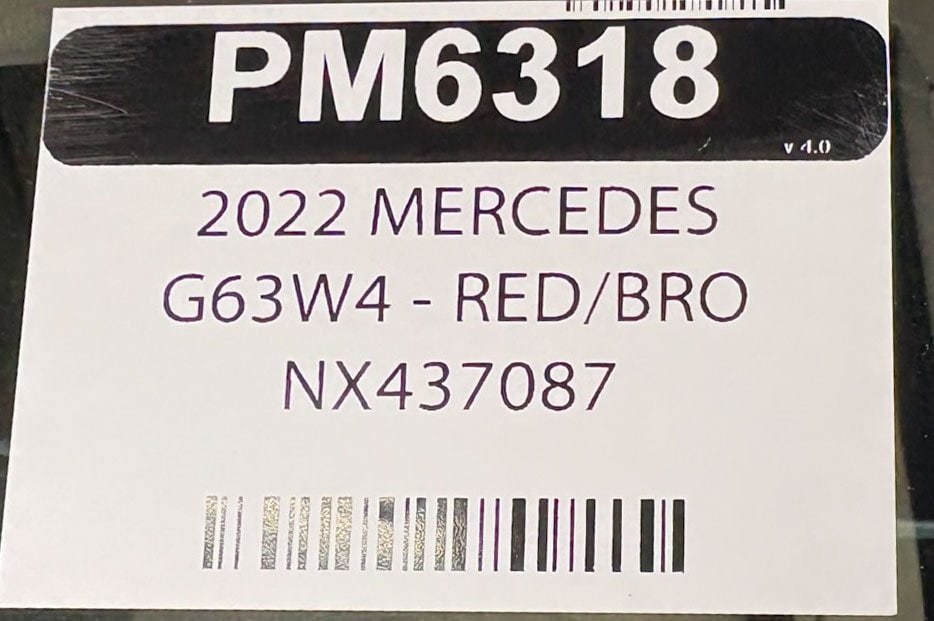 PM6318
v 4.0
2022 MERCEDES
G63W4 - RED/BRO
NX437087